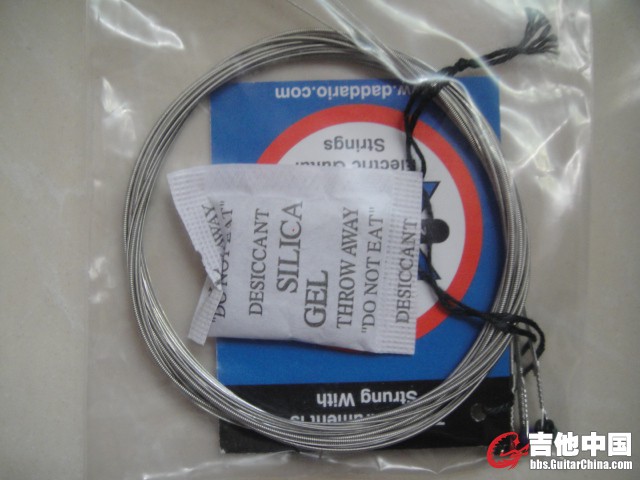 www.daddario.com
Electric Guitar
Strings
"DO NOT EAT"
DESICCANT
SILICA
GEL
THROW AWAY
"DO NOT EAT"
DESICCANT
Strung With
吉他中国
bbs.GuitarChina.com